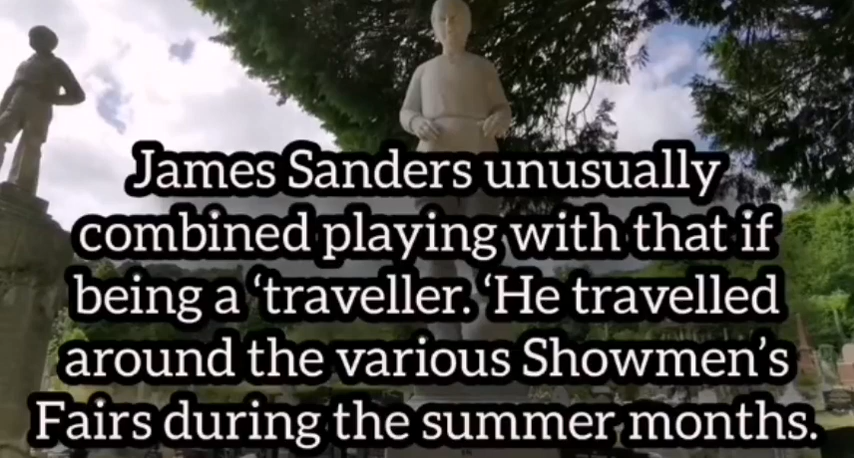 James Sanders unusually
combined playing with that if
being a ‘traveller. ‘He travelled
around the various Showmen’s
Fairs during the summer months.